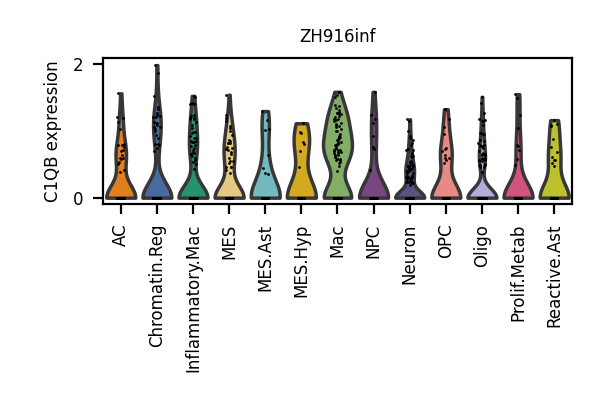 ZH916inf
C1QB expression
2
0
AC
Chromatin.Reg
Inflammatory.Mac
MES
MES.Ast
MES.Hyp
Mac
NPC
Neuron
OPC
Oligo
Prolif.Metab
Reactive.Ast